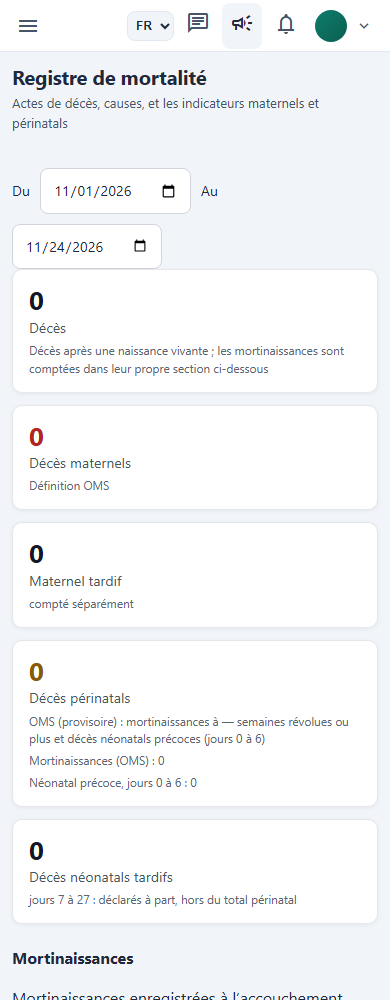 FR
Registre de mortalité
Actes de décès, causes, et les indicateurs maternels et
périnatals
Du 11/01/2026 Au
11/24/2026
0
Décès
Décès après une naissance vivante ; les mortinaissances sont
comptées dans leur propre section ci-dessous
0
Décès maternels
Définition OMS
0
Maternel tardif
compté séparément
0
Décès périnatals
OMS (provisoire) : mortinaissances à — semaines révolues ou
plus et décès néonatals précoces (jours 0 à 6)
Mortinaissances (OMS) : 0
Néonatal précoce, jours 0 à 6 : 0
0
Décès néonatals tardifs
jours 7 à 27 : déclarés à part, hors du total périnatal
Mortinaissances
Mortinaissances enregistrées à l'accouchement